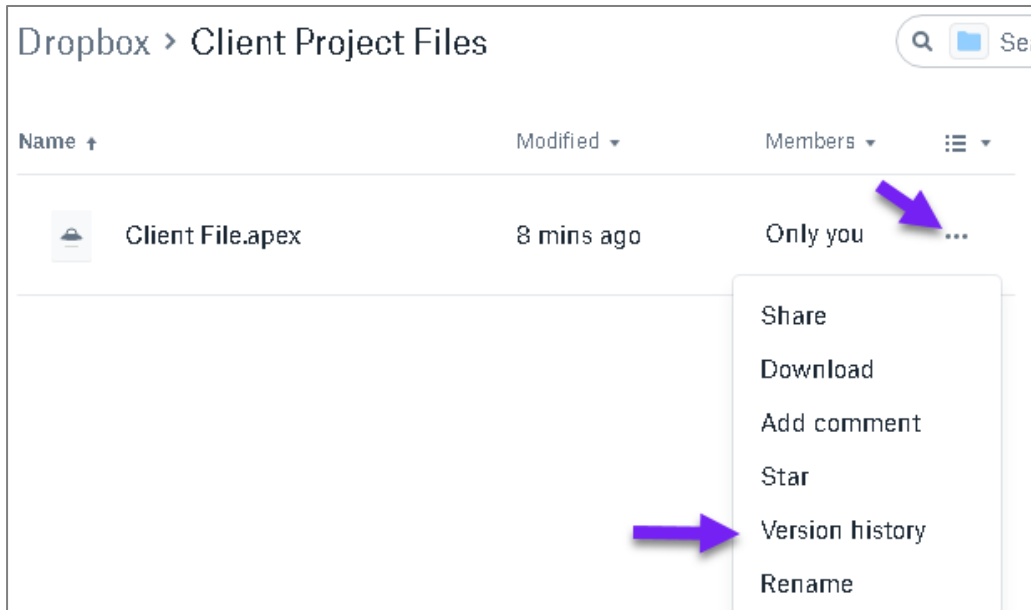 Dropbox > Client Project Files
Name Modified Members
Client File.apex 8 mins ago Only you ...
Share
Download
Add comment
Star
Version history
Rename